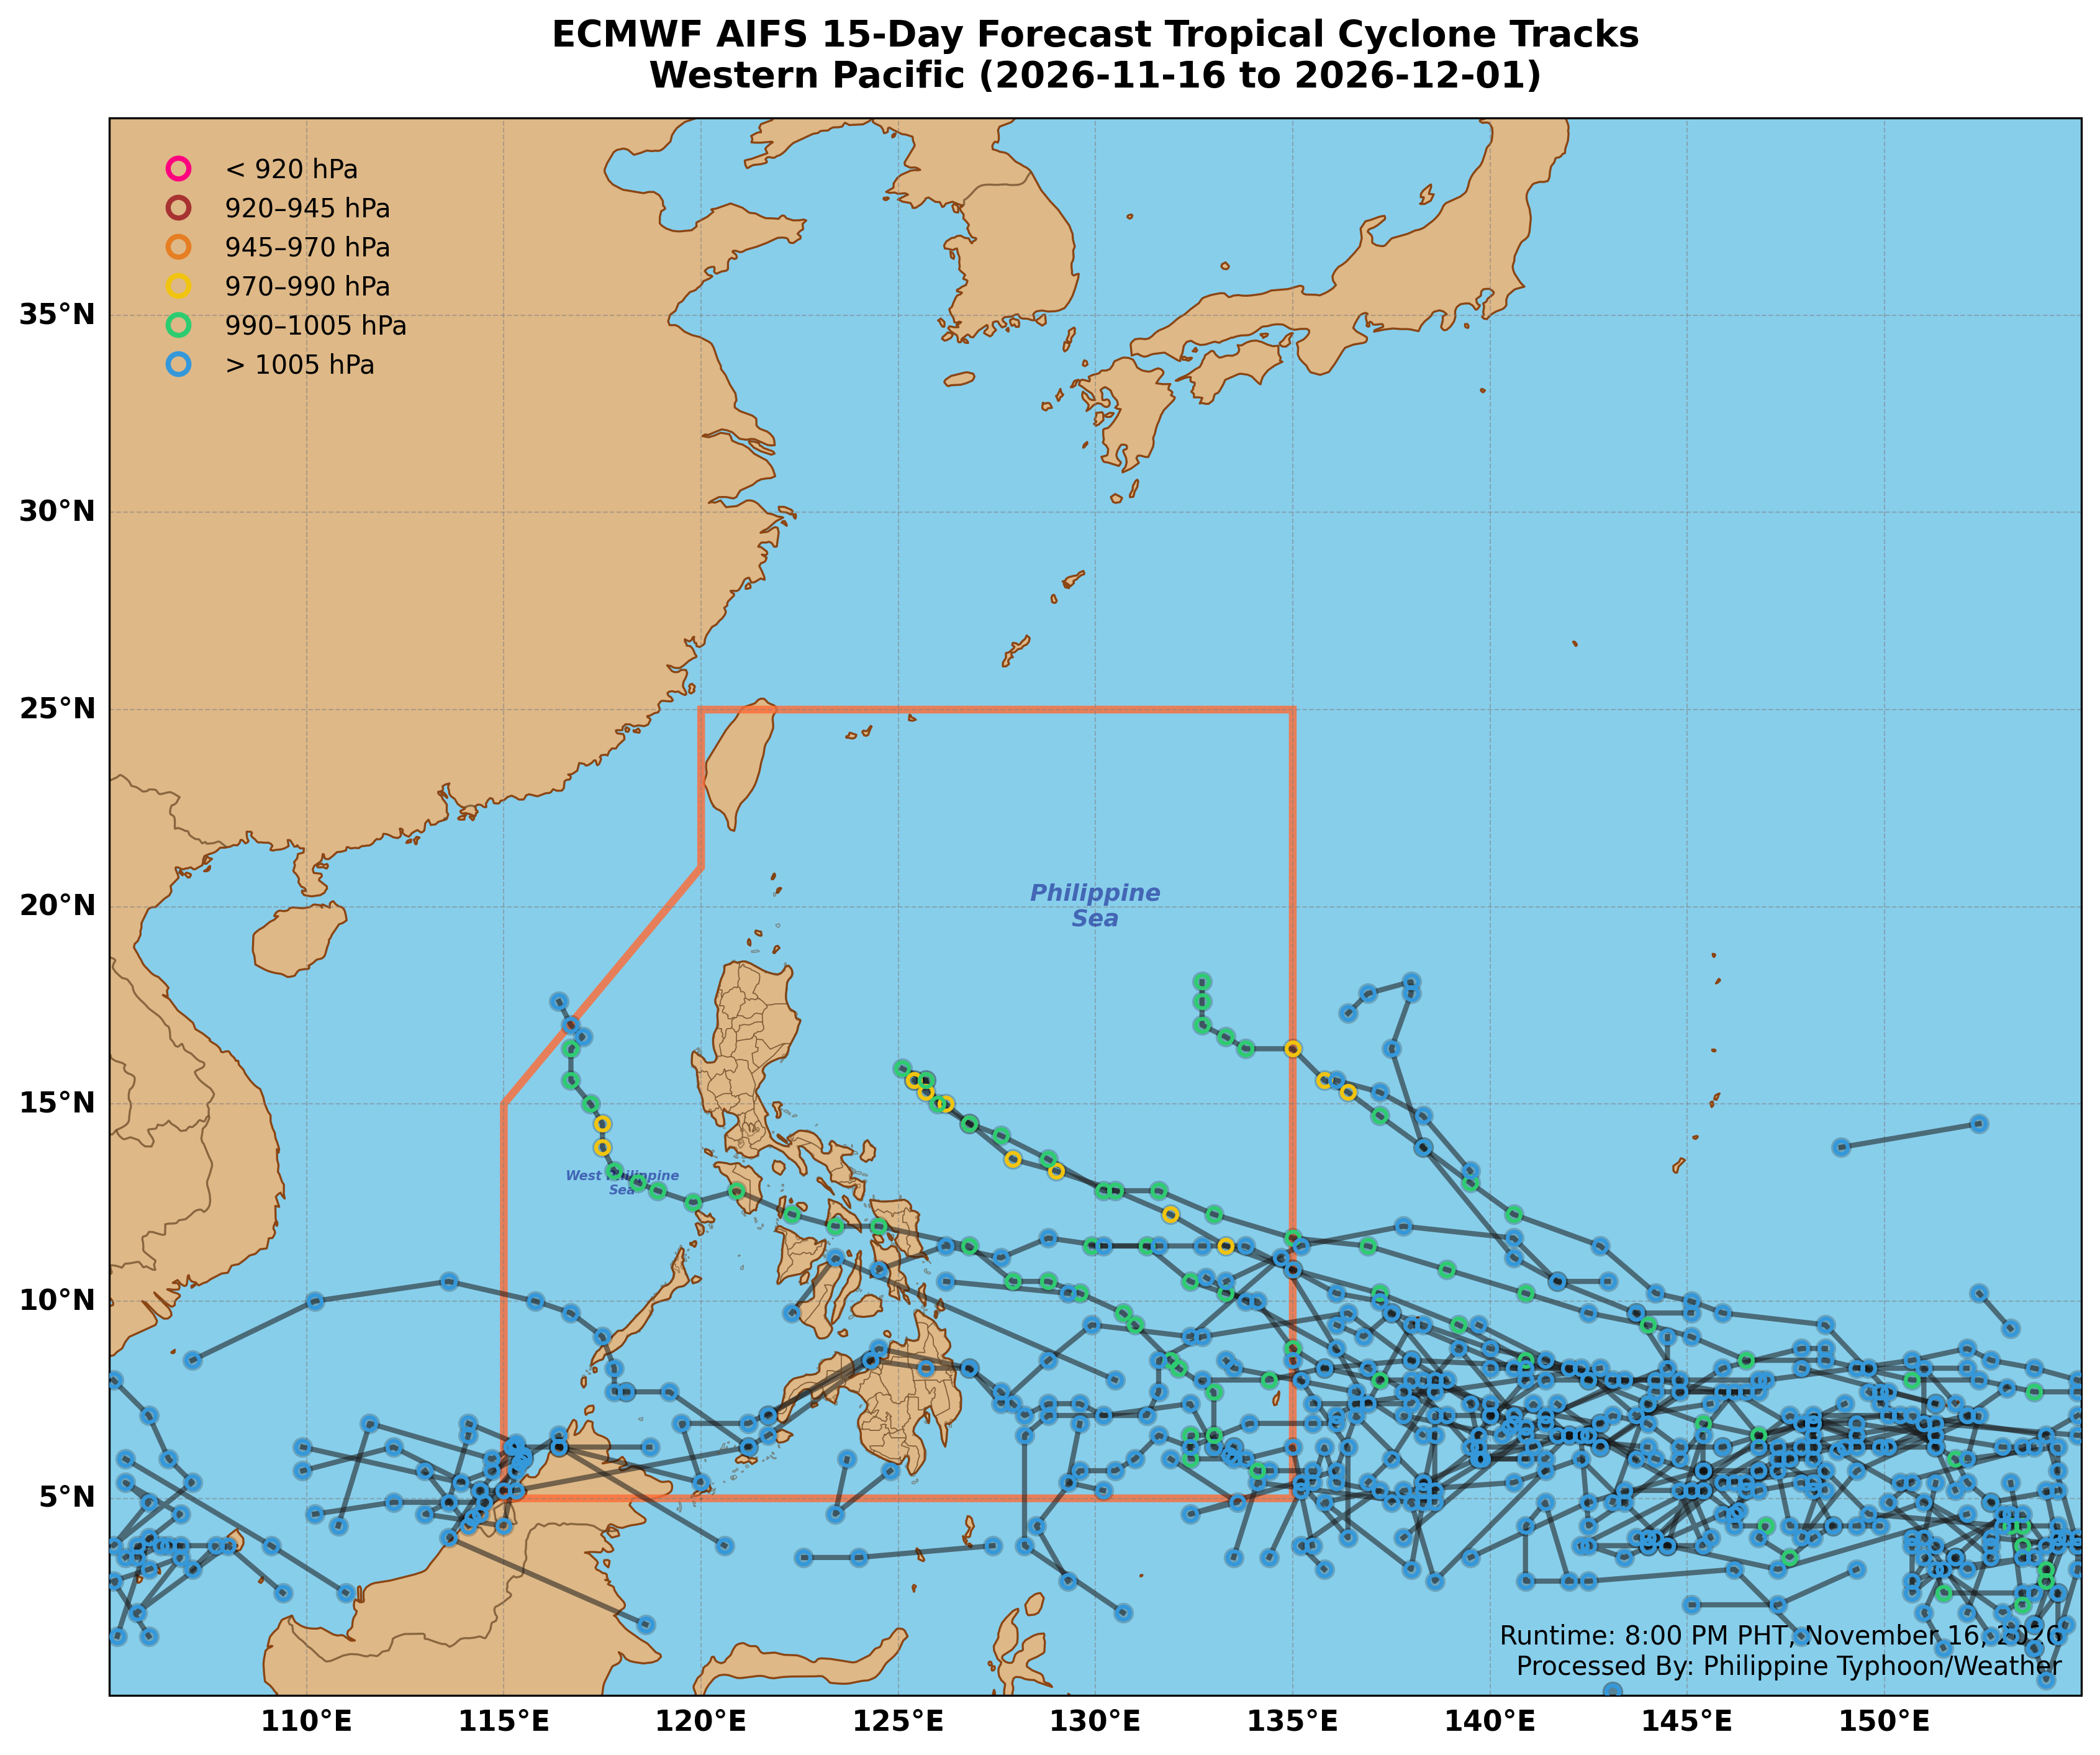 ECMWF AIFS 15-Day Forecast Tropical Cyclone Tracks
Western Pacific (2026-11-16 to 2026-12-01)
< 920 hPa
920–945 hPa
945–970 hPa
970–990 hPa
990–1005 hPa
> 1005 hPa
35°N
30°N
25°N
20°N
15°N
10°N
5°N
Philippine
Sea
West Philippine
Sea
Runtime: 8:00 PM PHT, November 16, 2026
Processed By: Philippine Typhoon/Weather
110°E
115°E
120°E
125°E
130°E
135°E
140°E
145°E
150°E